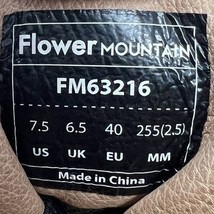 Flower MOUNTAIN
FM63216
7.5 6.5 40 255(2.5)
US UK EU MM
Made in China